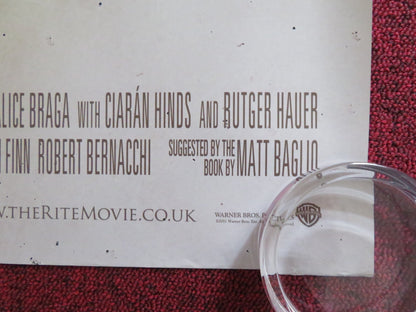 ALICE BRAGA WITH CIARÁN HINDS AND RUTGER HAUER
FINN ROBERT BERNACCHI SUGGESTED BY THE BOOK BY MATT BAGLIO
W.THERITEMOVIE.CO.UK
WARNER BROS.